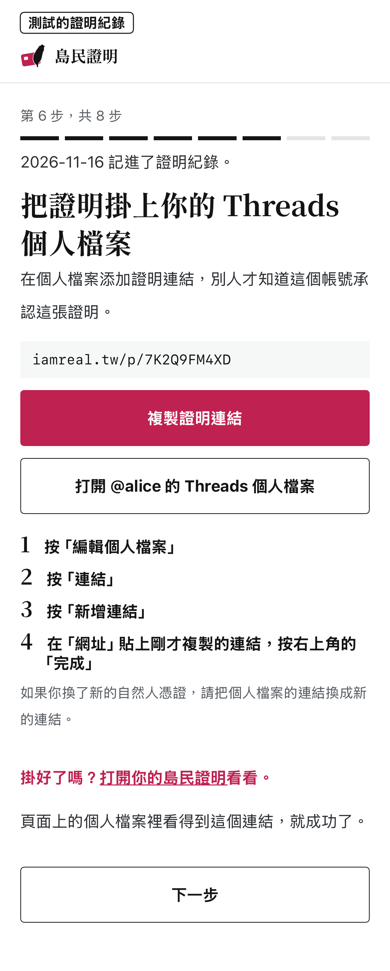 測試的證明紀錄
島民證明
第 6 步，共 8 步
2026-11-16 記進了證明紀錄。
把證明掛上你的 Threads
個人檔案
在個人檔案添加證明連結，別人才知道這個帳號承
認這張證明。
iamreal.tw/p/7K2Q9FM4XD
複製證明連結
打開 @alice 的 Threads 個人檔案
1 按「編輯個人檔案」
2 按「連結」
3 按「新增連結」
4 在「網址」貼上剛才複製的連結，按右上角的
「完成」
如果你換了新的自然人憑證，請把個人檔案的連結換成新
的連結。
掛好了嗎？打開你的島民證明看看。
頁面上的個人檔案裡看得到這個連結，就成功了。
下一步